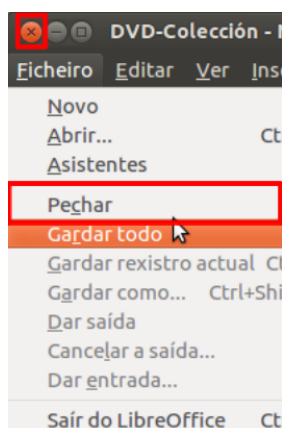 DVD-Colección -
Ficheiro Editar Ver Inse
Novo
Abrir... Ct
Asistentes
Pechar
Gardar todo
Gardar rexistro actual Ct
Gardar como... Ctrl+Shi
Dar saída
Cancelar a saída...
Dar entrada...
Saír do LibreOffice Ct